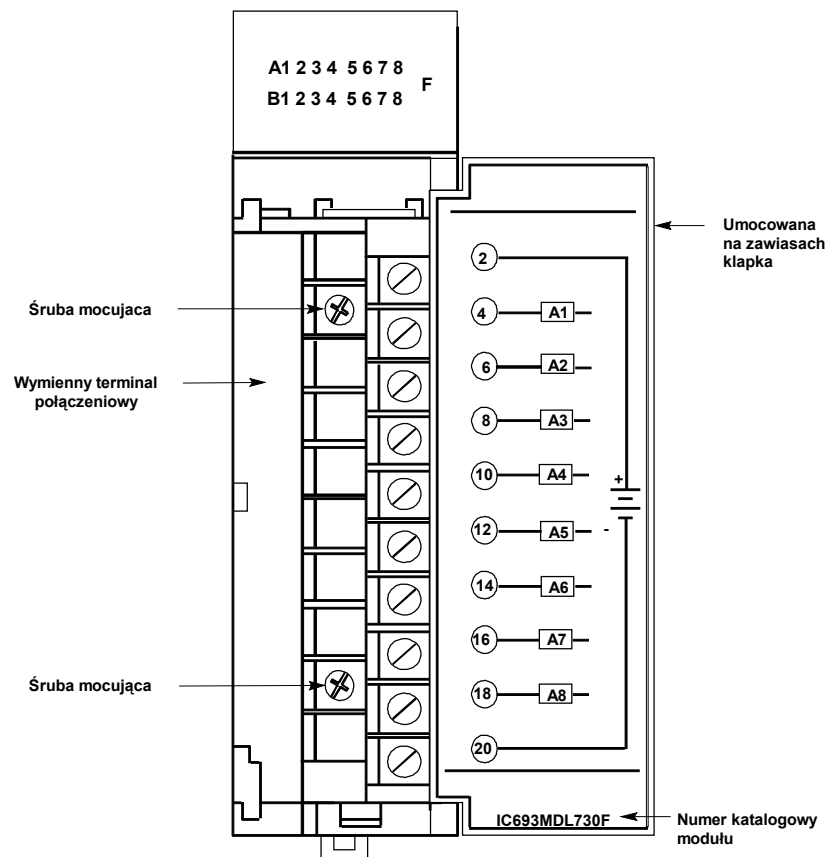 A1 2 3 4 5 6 7 8
F
B1 2 3 4 5 6 7 8
Umocowana
na zawiasach
klapka
Śruba mocujaca
Wymienny terminal
połączeniowy
Śruba mocująca
2
4 A1
6 A2
8 A3
10 A4
+
12 A5
-
14 A6
16 A7
18 A8
20
IC693MDL730F
Numer katalogowy
modułu